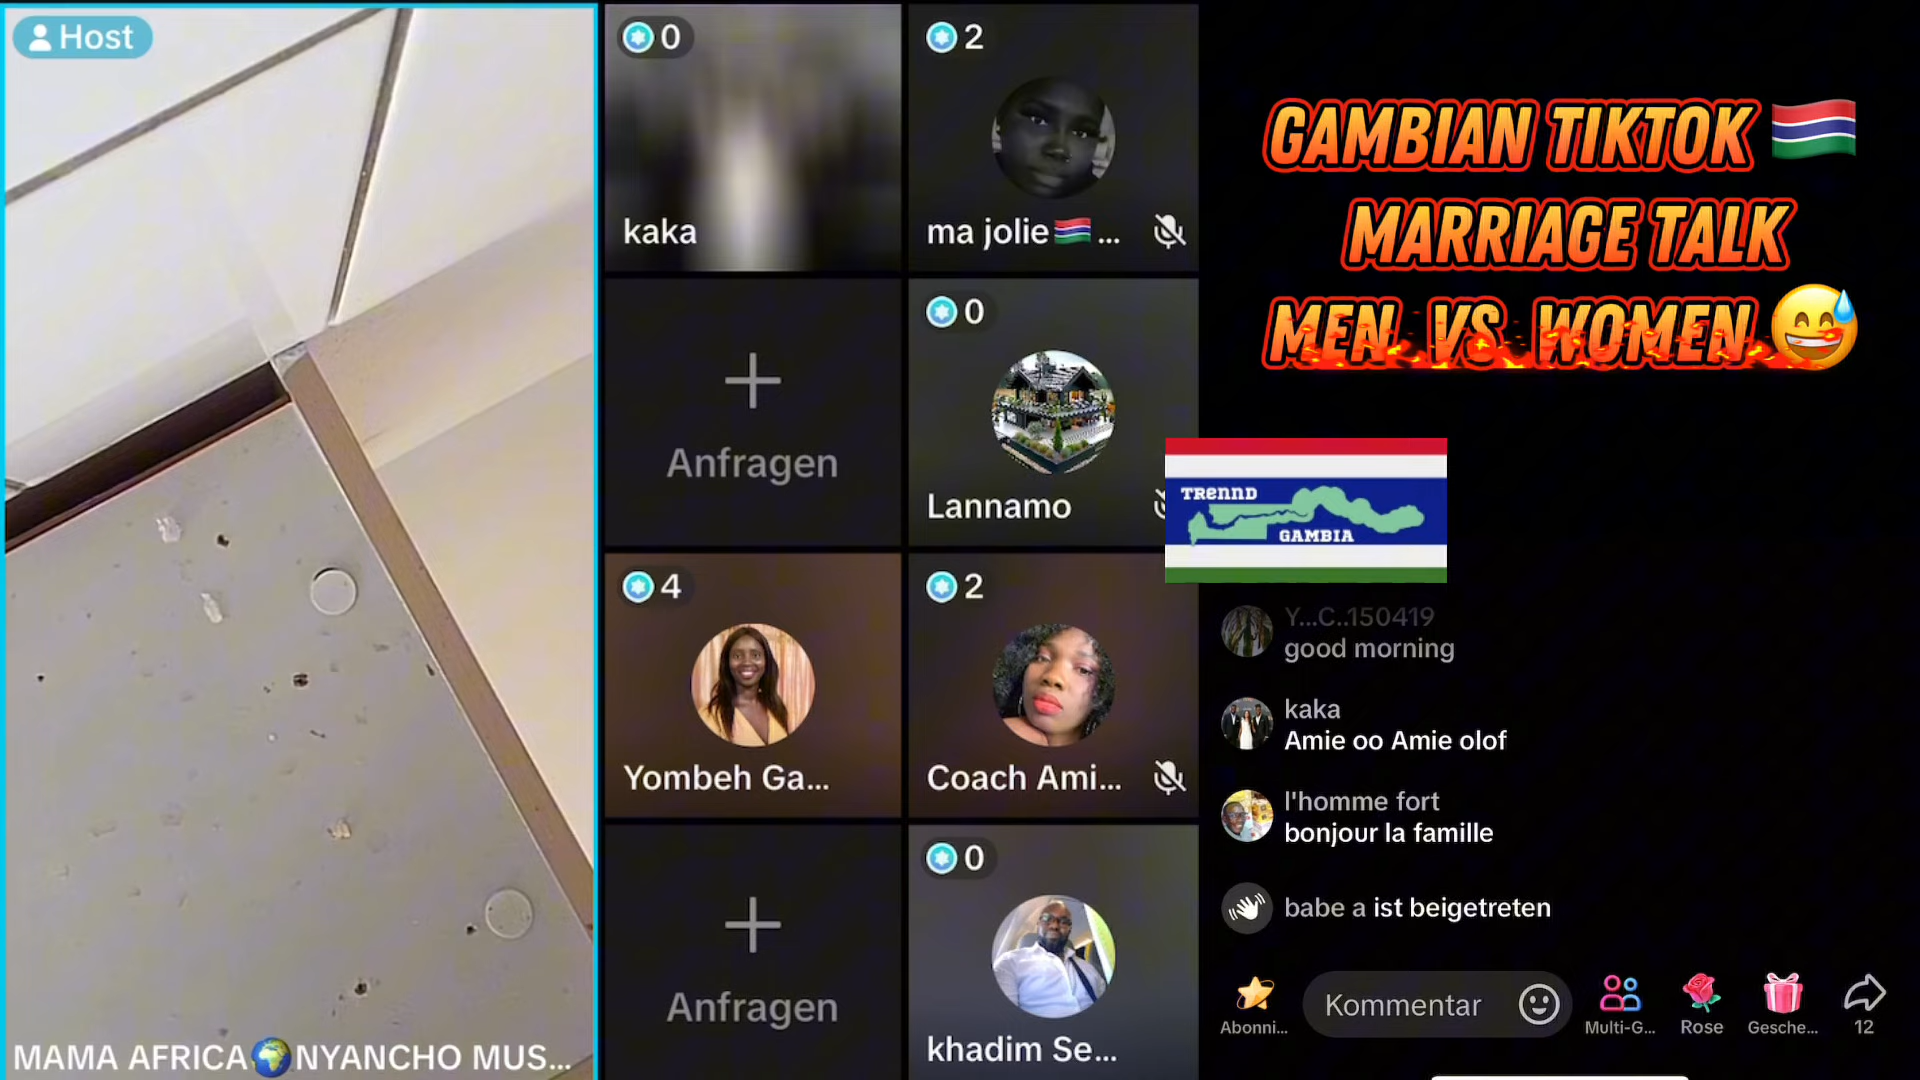 Host
MAMA AFRICA🌍NYANCHO MUS...
0
kaka
2
ma jolie🇬🇲...
Anfragen
0
Lannamo
4
Yombeh Ga...
2
Coach Ami...
Anfragen
0
khadim Se...
GAMBIAN TIKTOK 🇬🇲
MARRIAGE TALK
MEN VS WOMEN 😅
TRENND
GAMBIA
Y...C..150419
good morning
kaka
Amie oo Amie olof
l'homme fort
bonjour la famille
babe a ist beigetreten
Abonni...
Kommentar
Multi-G...
Rose
Gesche...
12